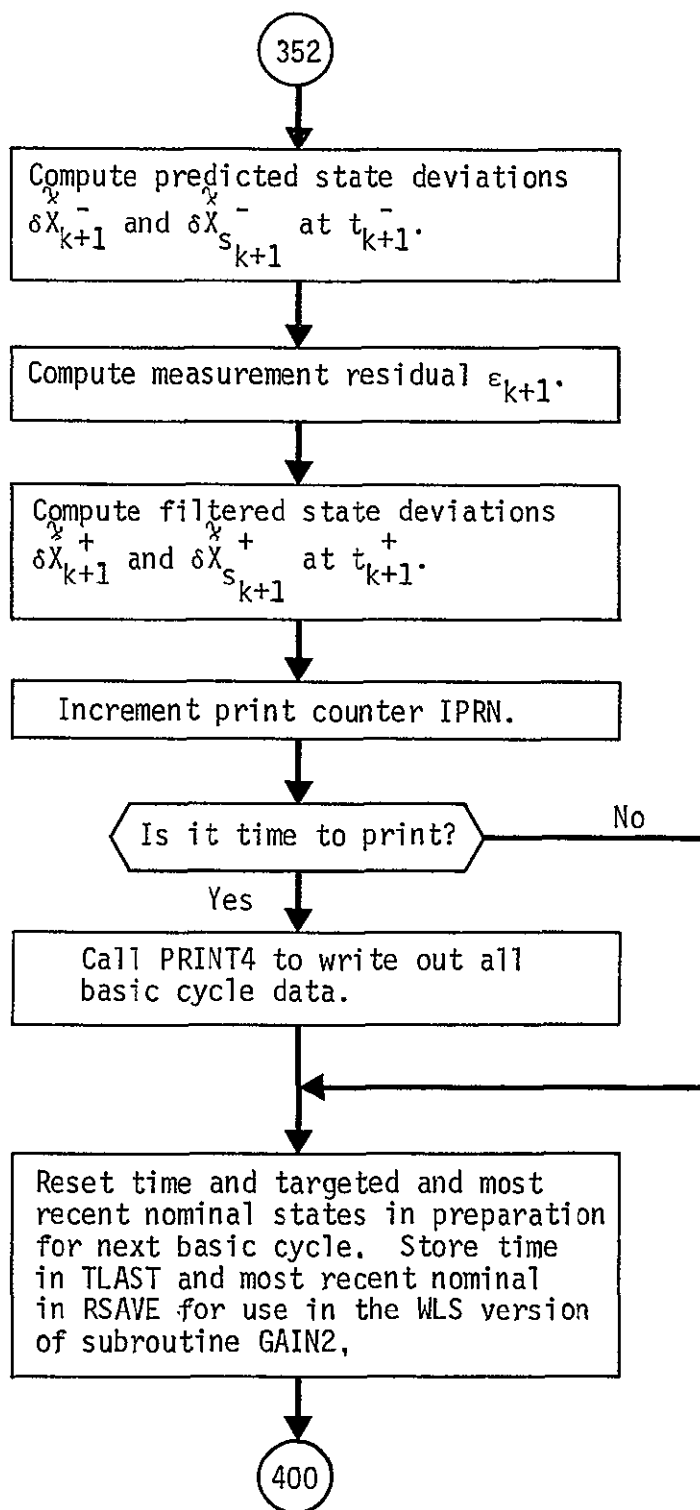 352
Compute predicted state deviations
δX̃⁻ₖ₊₁ and δX̃⁻ₛₖ₊₁ at t⁻ₖ₊₁.
Compute measurement residual εₖ₊₁.
Compute filtered state deviations
δX̃⁺ₖ₊₁ and δX̃⁺ₛₖ₊₁ at t⁺ₖ₊₁.
Increment print counter IPRN.
Is it time to print?
No
Yes
Call PRINT4 to write out all
basic cycle data.
Reset time and targeted and most
recent nominal states in preparation
for next basic cycle. Store time
in TLAST and most recent nominal
in RSAVE for use in the WLS version
of subroutine GAIN2,
400